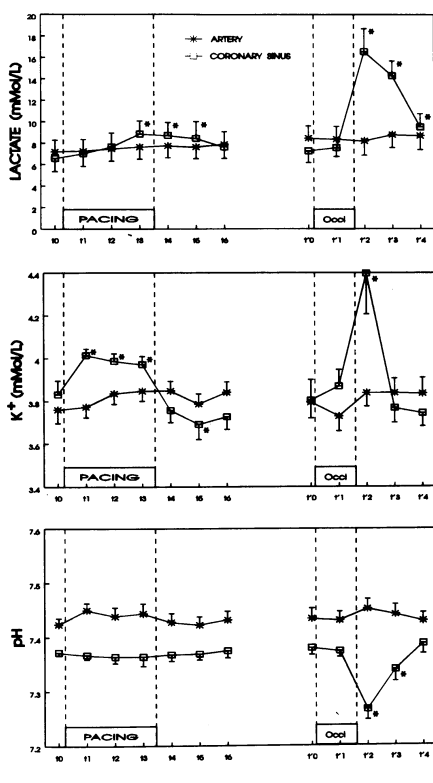 LACTATE (mMol/L)
20
18
16
14
12
10
8
6
4
2
0
ARTERY
CORONARY SINUS
* * *
* * *
PACING
Occl
t0 t1 t2 t3 t4 t5 t6 t'0 t'1 t'2 t'3 t'4
K+ (mMol/L)
4.4
4.2
4
3.8
3.6
3.4
* * * *
*
PACING
Occl
t0 t1 t2 t3 t4 t5 t6 t'0 t'1 t'2 t'3 t'4
pH
7.6
7.5
7.4
7.3
7.2
* *
PACING
Occl
t0 t1 t2 t3 t4 t5 t6 t'0 t'1 t'2 t'3 t'4